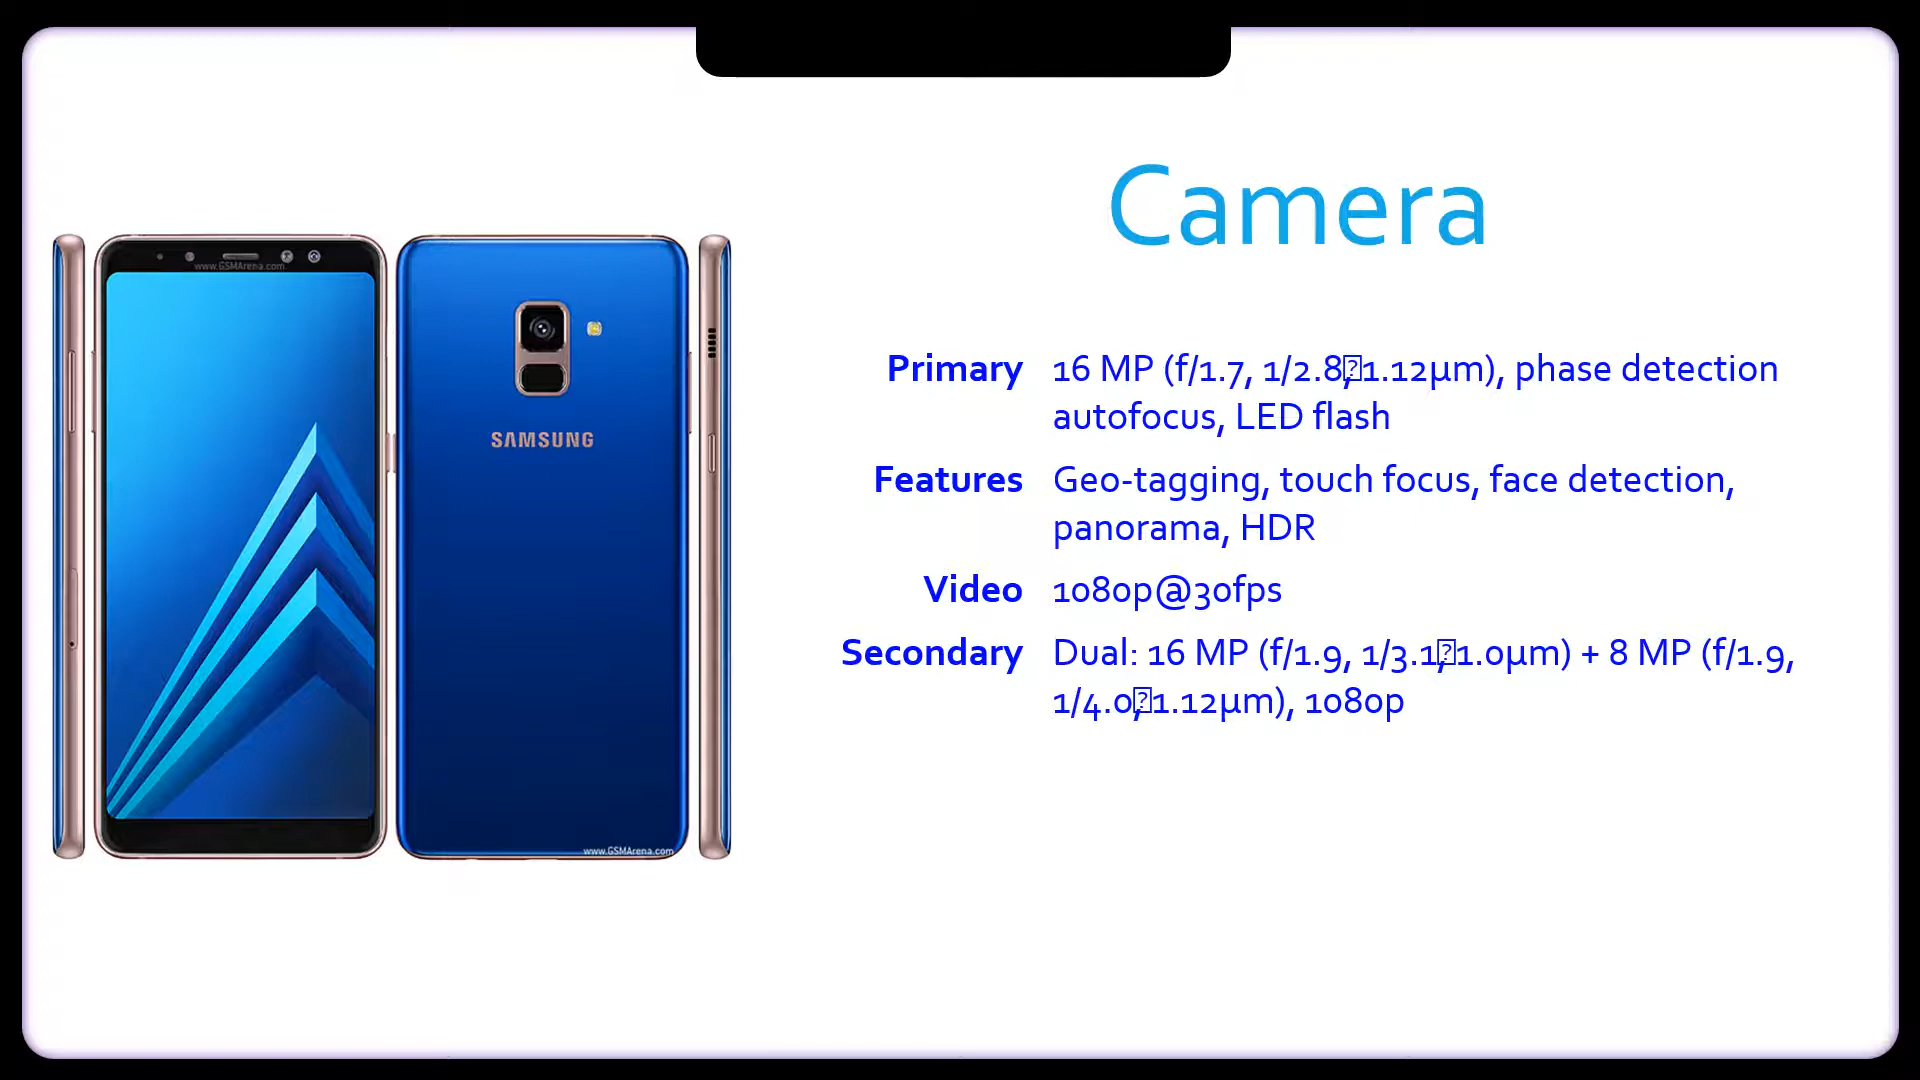 Camera
www.GSMArena.com
SAMSUNG
www.GSMArena.com
Primary 16 MP (f/1.7, 1/2.8,1.12µm), phase detection
autofocus, LED flash
Features Geo-tagging, touch focus, face detection,
panorama, HDR
Video 1080p@30fps
Secondary Dual: 16 MP (f/1.9, 1/3.1,1.0µm) + 8 MP (f/1.9,
1/4.0,1.12µm), 1080p